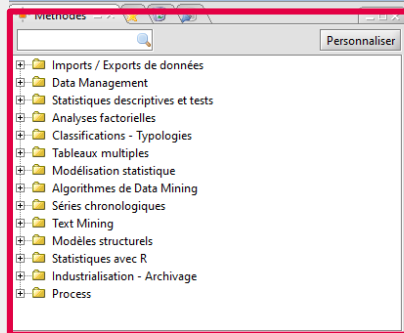 Méthodes
Personnaliser
Imports / Exports de données
Data Management
Statistiques descriptives et tests
Analyses factorielles
Classifications - Typologies
Tableaux multiples
Modélisation statistique
Algorithmes de Data Mining
Séries chronologiques
Text Mining
Modèles structurels
Statistiques avec R
Industrialisation - Archivage
Process